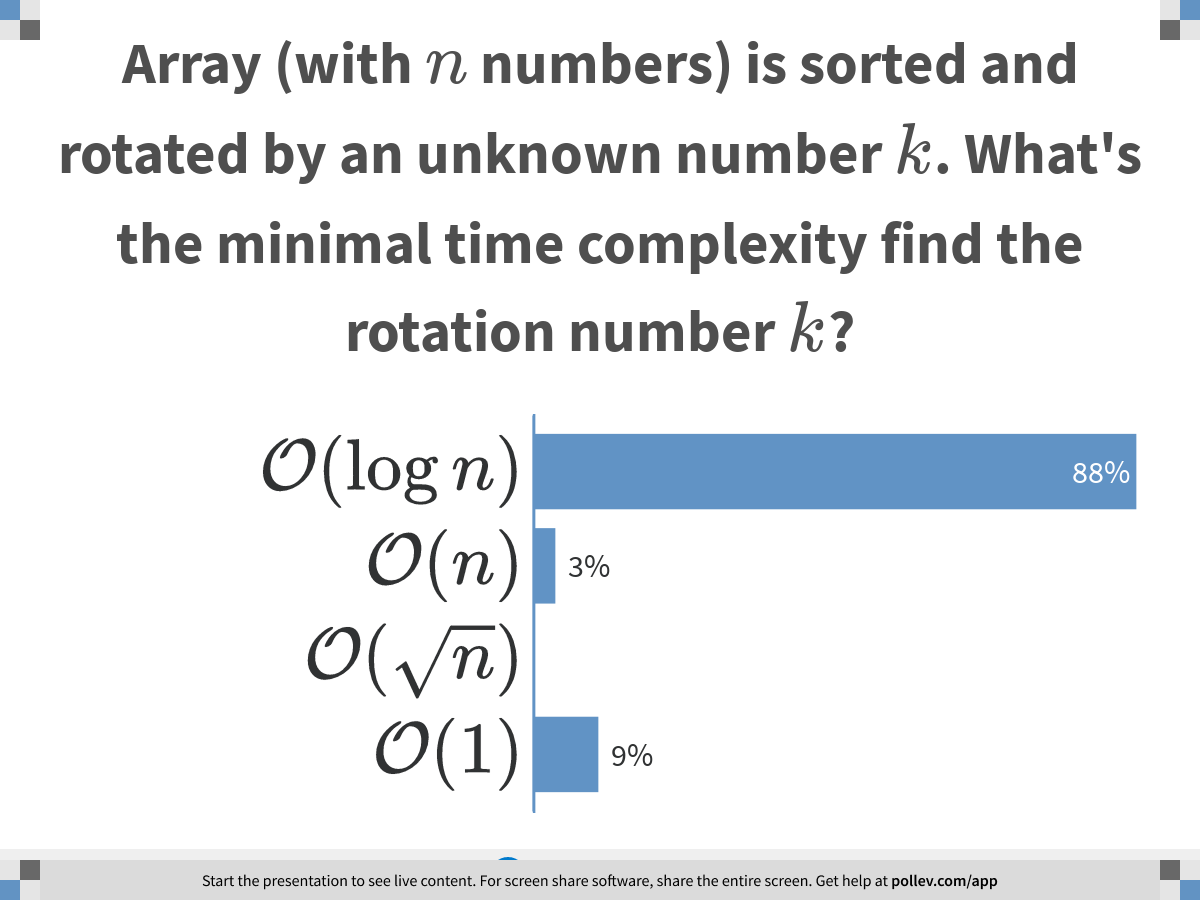 Array (with n numbers) is sorted and
rotated by an unknown number k. What's
the minimal time complexity find the
rotation number k?
𝒪(log n)
88%
𝒪(n)
3%
𝒪(√n)
𝒪(1)
9%
Start the presentation to see live content. For screen share software, share the entire screen. Get help at pollev.com/app